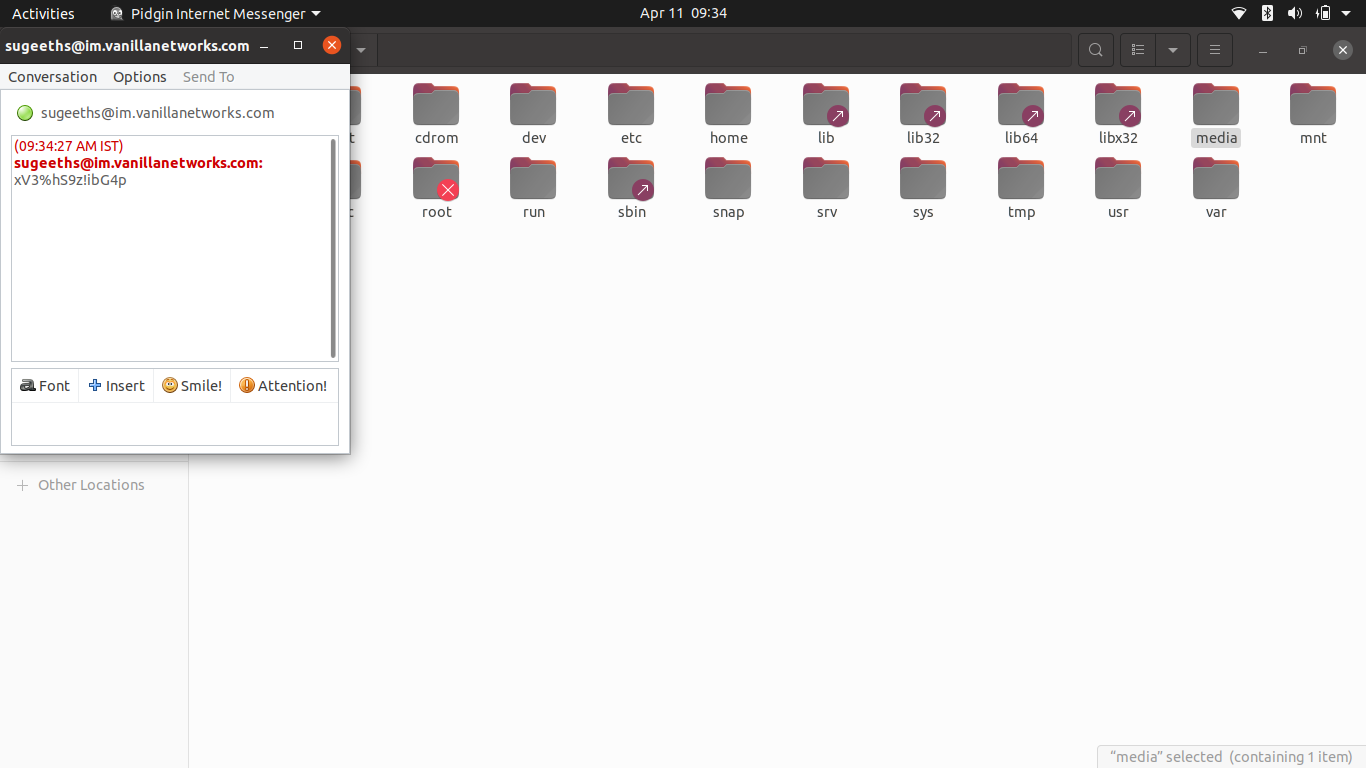 Activities
Pidgin Internet Messenger
Apr 11 09:34
sugeeths@im.vanillanetworks.com
Conversation Options Send To
sugeeths@im.vanillanetworks.com
(09:34:27 AM IST)
sugeeths@im.vanillanetworks.com:
xV3%hS9z!ibG4p
Font Insert Smile! Attention!
cdrom dev etc home lib lib32 lib64 libx32 media mnt
root run sbin snap srv sys tmp usr var
Other Locations
“media” selected (containing 1 item)